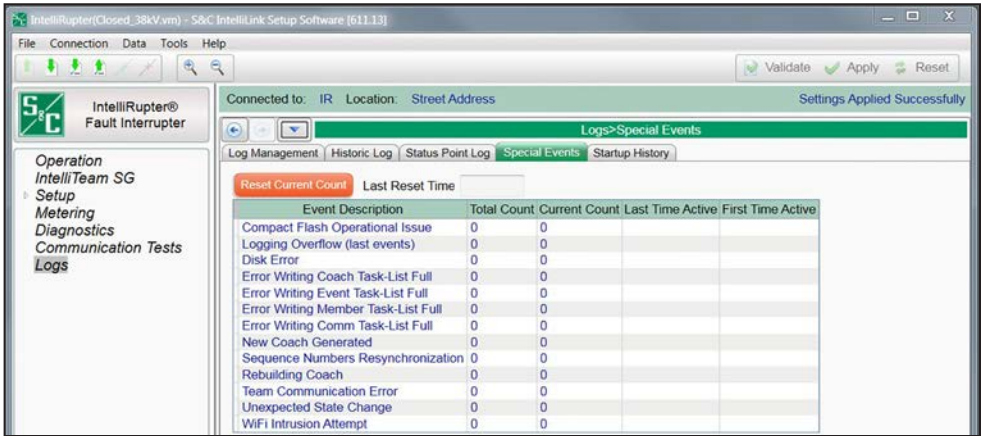 IntelliRupter(Closed_38kV.vm) - S&C IntelliLink Setup Software [611.13]
File Connection Data Tools Help
Validate Apply Reset
S&C
IntelliRupter®
Fault Interrupter
Operation
IntelliTeam SG
Setup
Metering
Diagnostics
Communication Tests
Logs
Connected to: IR Location: Street Address Settings Applied Successfully
Logs>Special Events
Log Management Historic Log Status Point Log Special Events Startup History
Reset Current Count Last Reset Time
Event Description Total Count Current Count Last Time Active First Time Active
Compact Flash Operational Issue 0 0
Logging Overflow (last events) 0 0
Disk Error 0 0
Error Writing Coach Task-List Full 0 0
Error Writing Event Task-List Full 0 0
Error Writing Member Task-List Full 0 0
Error Writing Comm Task-List Full 0 0
New Coach Generated 0 0
Sequence Numbers Resynchronization 0 0
Rebuilding Coach 0 0
Team Communication Error 0 0
Unexpected State Change 0 0
WiFi Intrusion Attempt 0 0